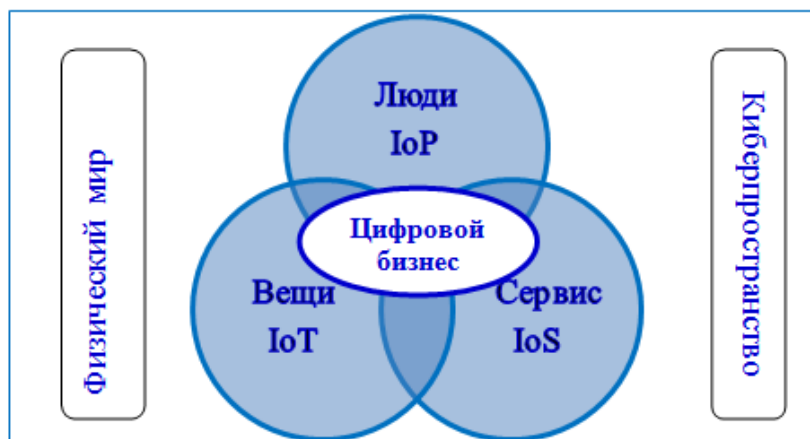 Физический мир
Люди
IoP
Цифровой
бизнес
Вещи
IoT
Сервис
IoS
Киберпространство